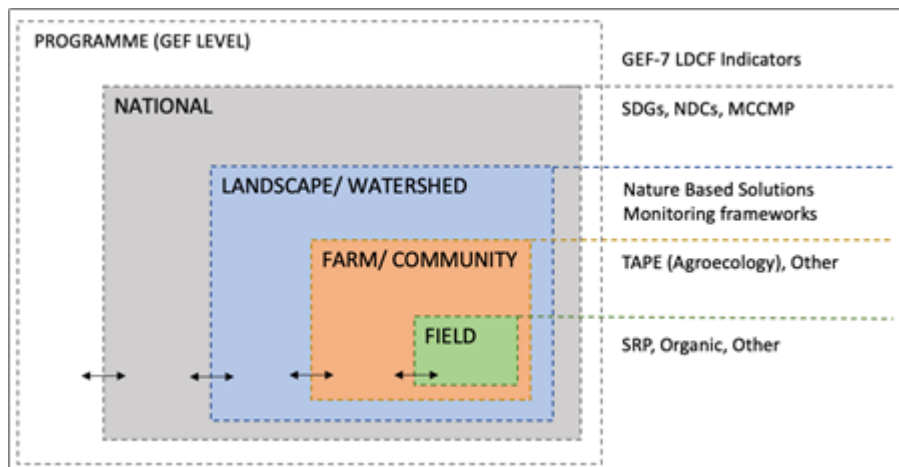 PROGRAMME (GEF LEVEL)
GEF-7 LDCF Indicators
NATIONAL
SDGs, NDCs, MCCMP
LANDSCAPE/ WATERSHED
Nature Based Solutions
Monitoring frameworks
FARM/ COMMUNITY
TAPE (Agroecology), Other
FIELD
SRP, Organic, Other